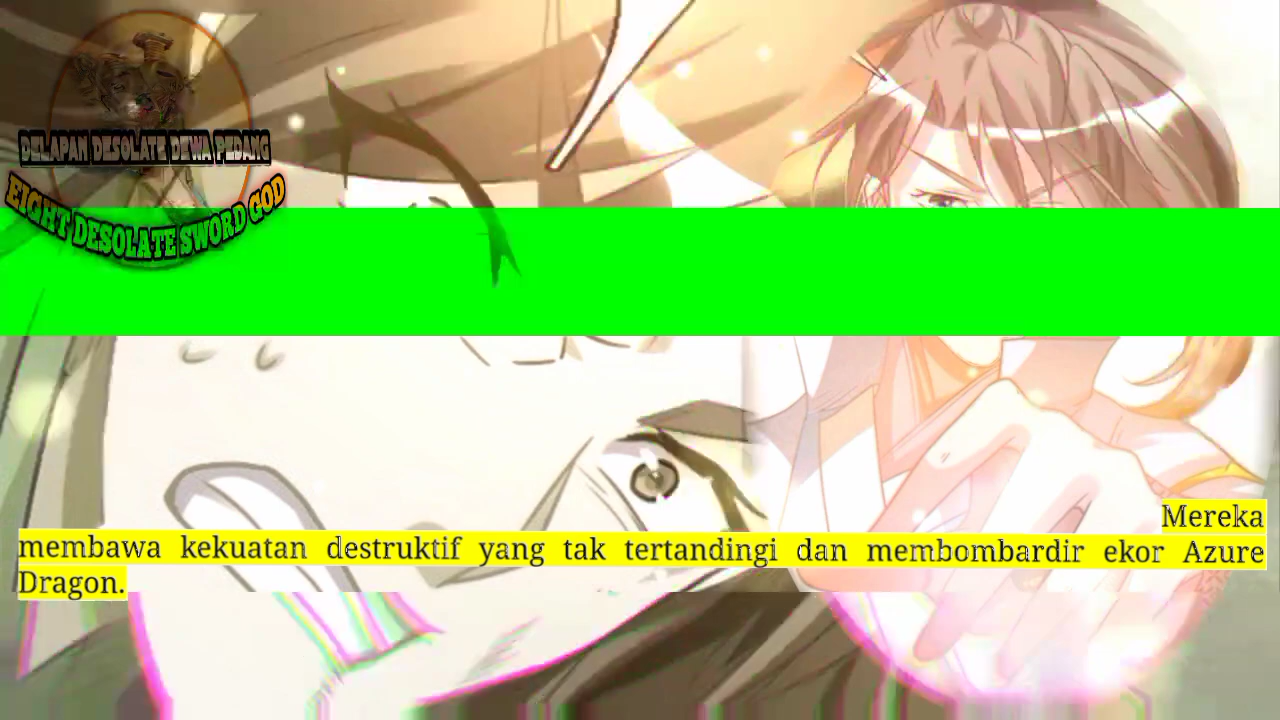 DELAPAN DESOLATE DEWA PEDANG
EIGHT DESOLATE SWORD GOD
Mereka
membawa kekuatan destruktif yang tak tertandingi dan membombardir ekor Azure
Dragon.